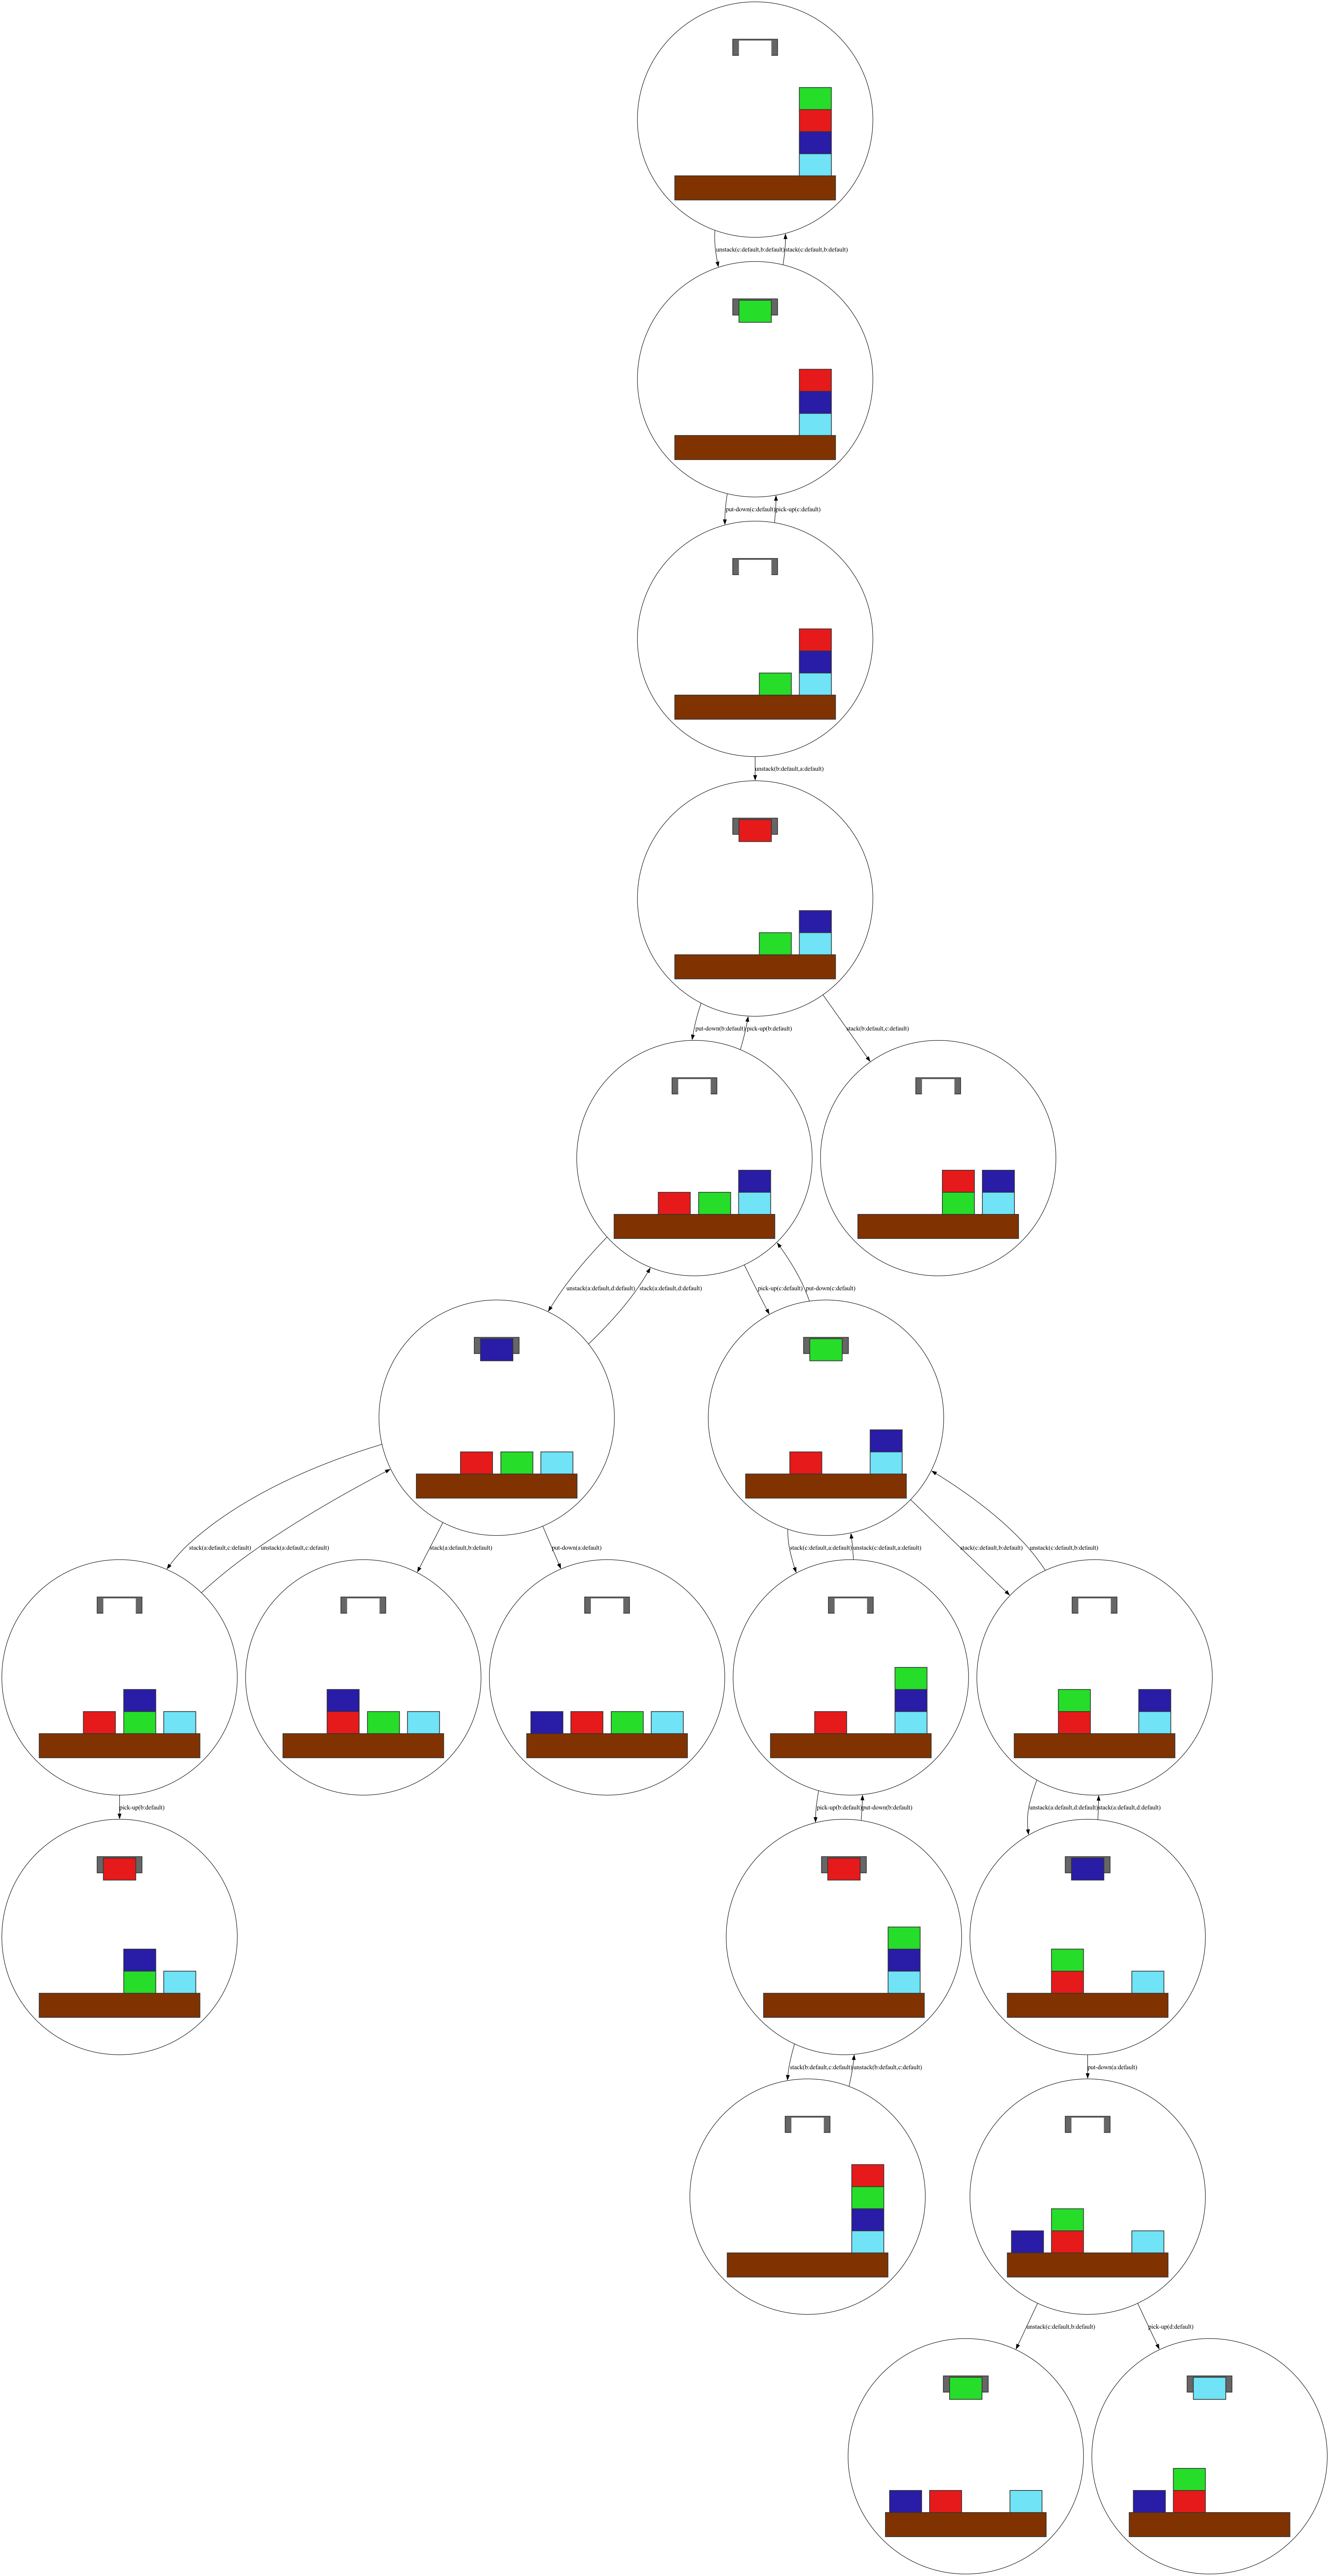 unstack(c:default,b:default)
stack(c:default,b:default)
put-down(c:default)
pick-up(c:default)
unstack(b:default,a:default)
put-down(b:default)
pick-up(b:default)
stack(b:default,c:default)
unstack(a:default,d:default)
stack(a:default,d:default)
pick-up(c:default)
put-down(c:default)
stack(a:default,c:default)
unstack(a:default,c:default)
stack(a:default,b:default)
put-down(a:default)
stack(c:default,a:default)
unstack(c:default,a:default)
stack(c:default,b:default)
unstack(c:default,b:default)
pick-up(b:default)
pick-up(b:default)
put-down(b:default)
unstack(a:default,d:default)
stack(a:default,d:default)
stack(b:default,c:default)
unstack(b:default,c:default)
put-down(a:default)
unstack(c:default,b:default)
pick-up(d:default)